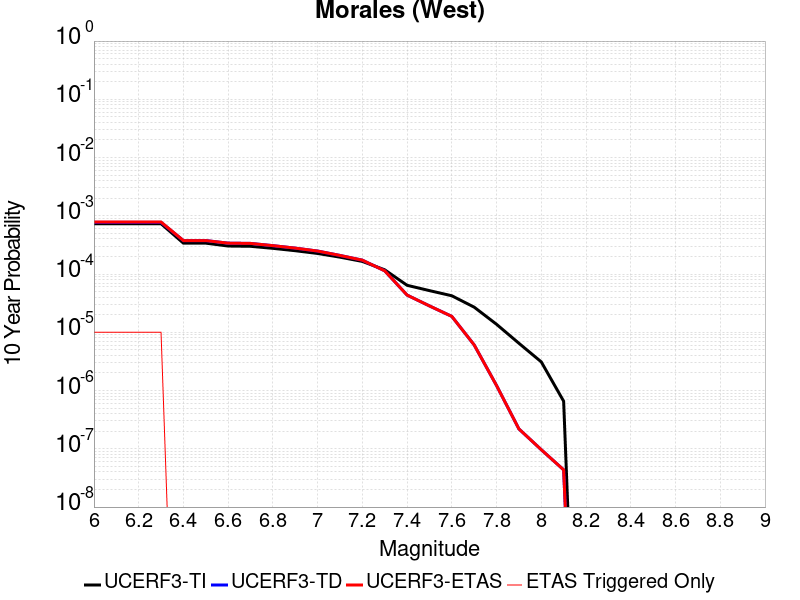 Morales (West)
10 0
10 -1
10 -2
10 -3
10 -4
10 -5
10 -6
10 -7
10 -8
10 Year Probability
6 6.2 6.4 6.6 6.8 7 7.2 7.4 7.6 7.8 8 8.2 8.4 8.6 8.8 9
Magnitude
UCERF3-TI UCERF3-TD UCERF3-ETAS ETAS Triggered Only